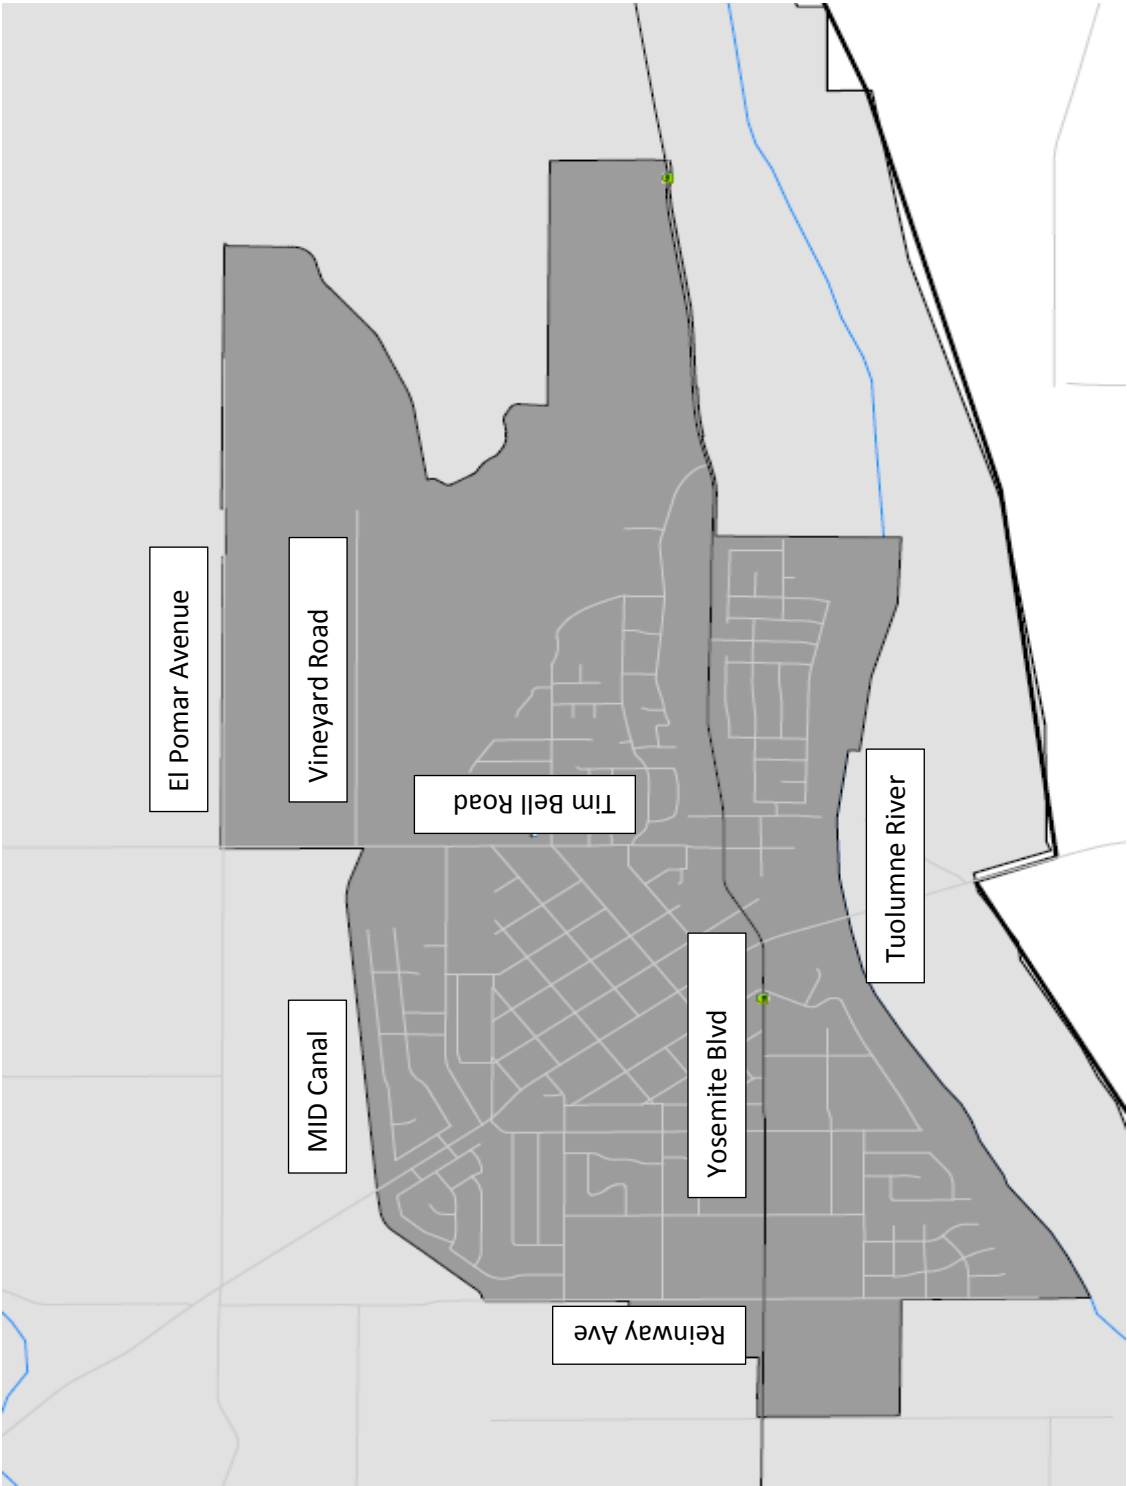 El Pomar Avenue
Vineyard Road
Tim Bell Road
Tuolumne River
Yosemite Blvd
MID Canal
Reinway Ave